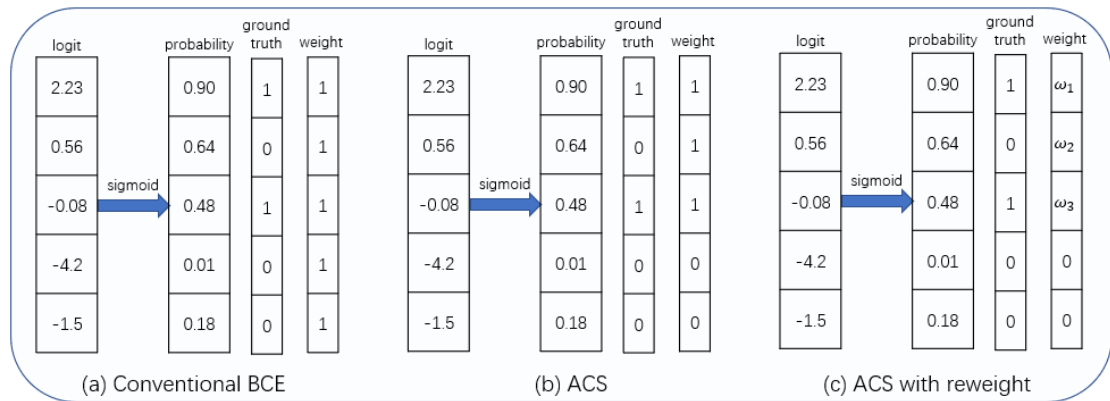 logit probability ground truth weight
2.23 0.90 1 1
0.56 0.64 0 1
sigmoid
-0.08 0.48 1 1
-4.2 0.01 0 1
-1.5 0.18 0 1
(a) Conventional BCE
logit probability ground truth weight
2.23 0.90 1 1
0.56 0.64 0 1
sigmoid
-0.08 0.48 1 1
-4.2 0.01 0 0
-1.5 0.18 0 0
(b) ACS
logit probability ground truth weight
2.23 0.90 1 ω₁
0.56 0.64 0 ω₂
sigmoid
-0.08 0.48 1 ω₃
-4.2 0.01 0 0
-1.5 0.18 0 0
(c) ACS with reweight